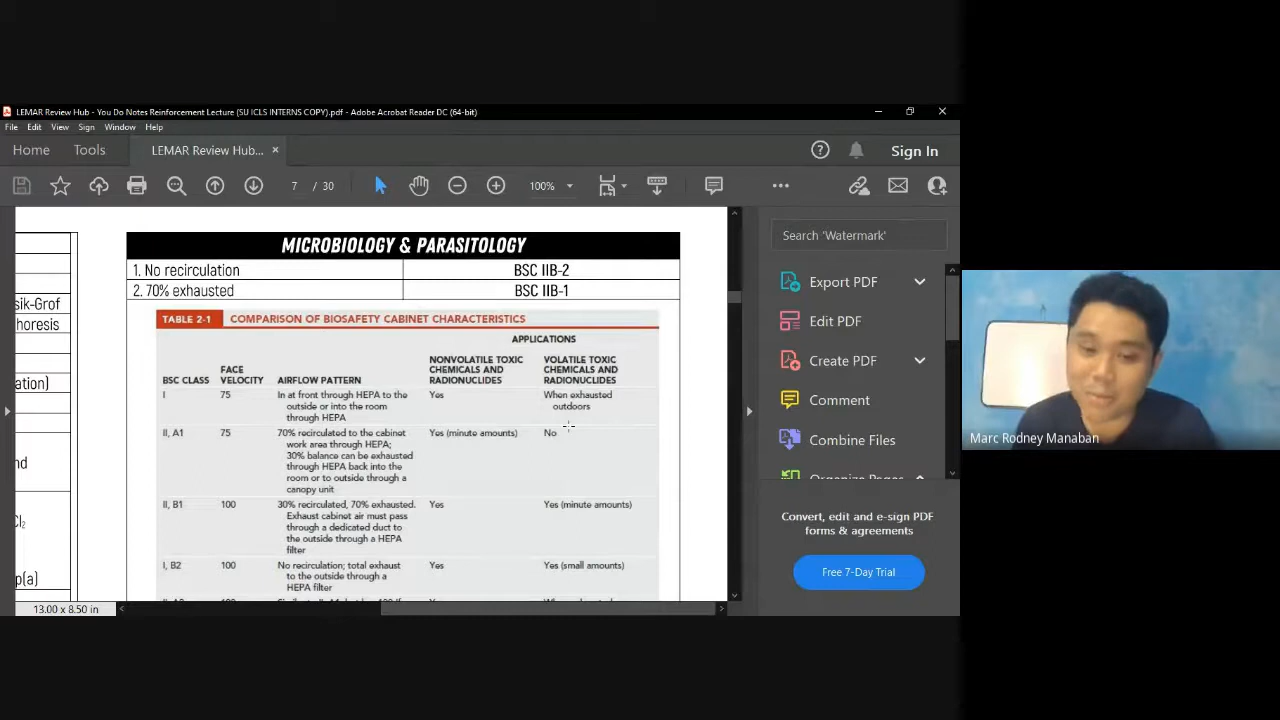 LEMAR Review Hub - You Do Notes Reinforcement Lecture (SU ICLS INTERNS COPY).pdf - Adobe Acrobat Reader DC (64-bit)
File Edit View Sign Window Help
Home Tools LEMAR Review Hub... × Sign In
7 / 30 100%
MICROBIOLOGY & PARASITOLOGY
1. No recirculation BSC IIB-2
2. 70% exhausted BSC IIB-1
TABLE 2-1 COMPARISON OF BIOSAFETY CABINET CHARACTERISTICS
APPLICATIONS
BSC CLASS
FACE
VELOCITY
AIRFLOW PATTERN
NONVOLATILE TOXIC
CHEMICALS AND
RADIONUCLIDES
VOLATILE TOXIC
CHEMICALS AND
RADIONUCLIDES
I 75 In at front through HEPA to the Yes When exhausted
outside or into the room outdoors
through HEPA
II, A1 75 70% recirculated to the cabinet Yes (minute amounts) No
work area through HEPA;
30% balance can be exhausted
through HEPA back into the
room or to outside through a
canopy unit
II, B1 100 30% recirculated, 70% exhausted. Yes Yes (minute amounts)
Exhaust cabinet air must pass
through a dedicated duct to
the outside through a HEPA
filter
I, B2 100 No recirculation; total exhaust Yes Yes (small amounts)
to the outside through a
HEPA filter
sik-Grof
horesis
ation)
nd
Cl2
p(a)
13.00 x 8.50 in
Search 'Watermark'
Export PDF
Edit PDF
Create PDF
Comment
Combine Files
Organize Pages
Convert, edit and e-sign PDF
forms & agreements
Free 7-Day Trial
Marc Rodney Manaban